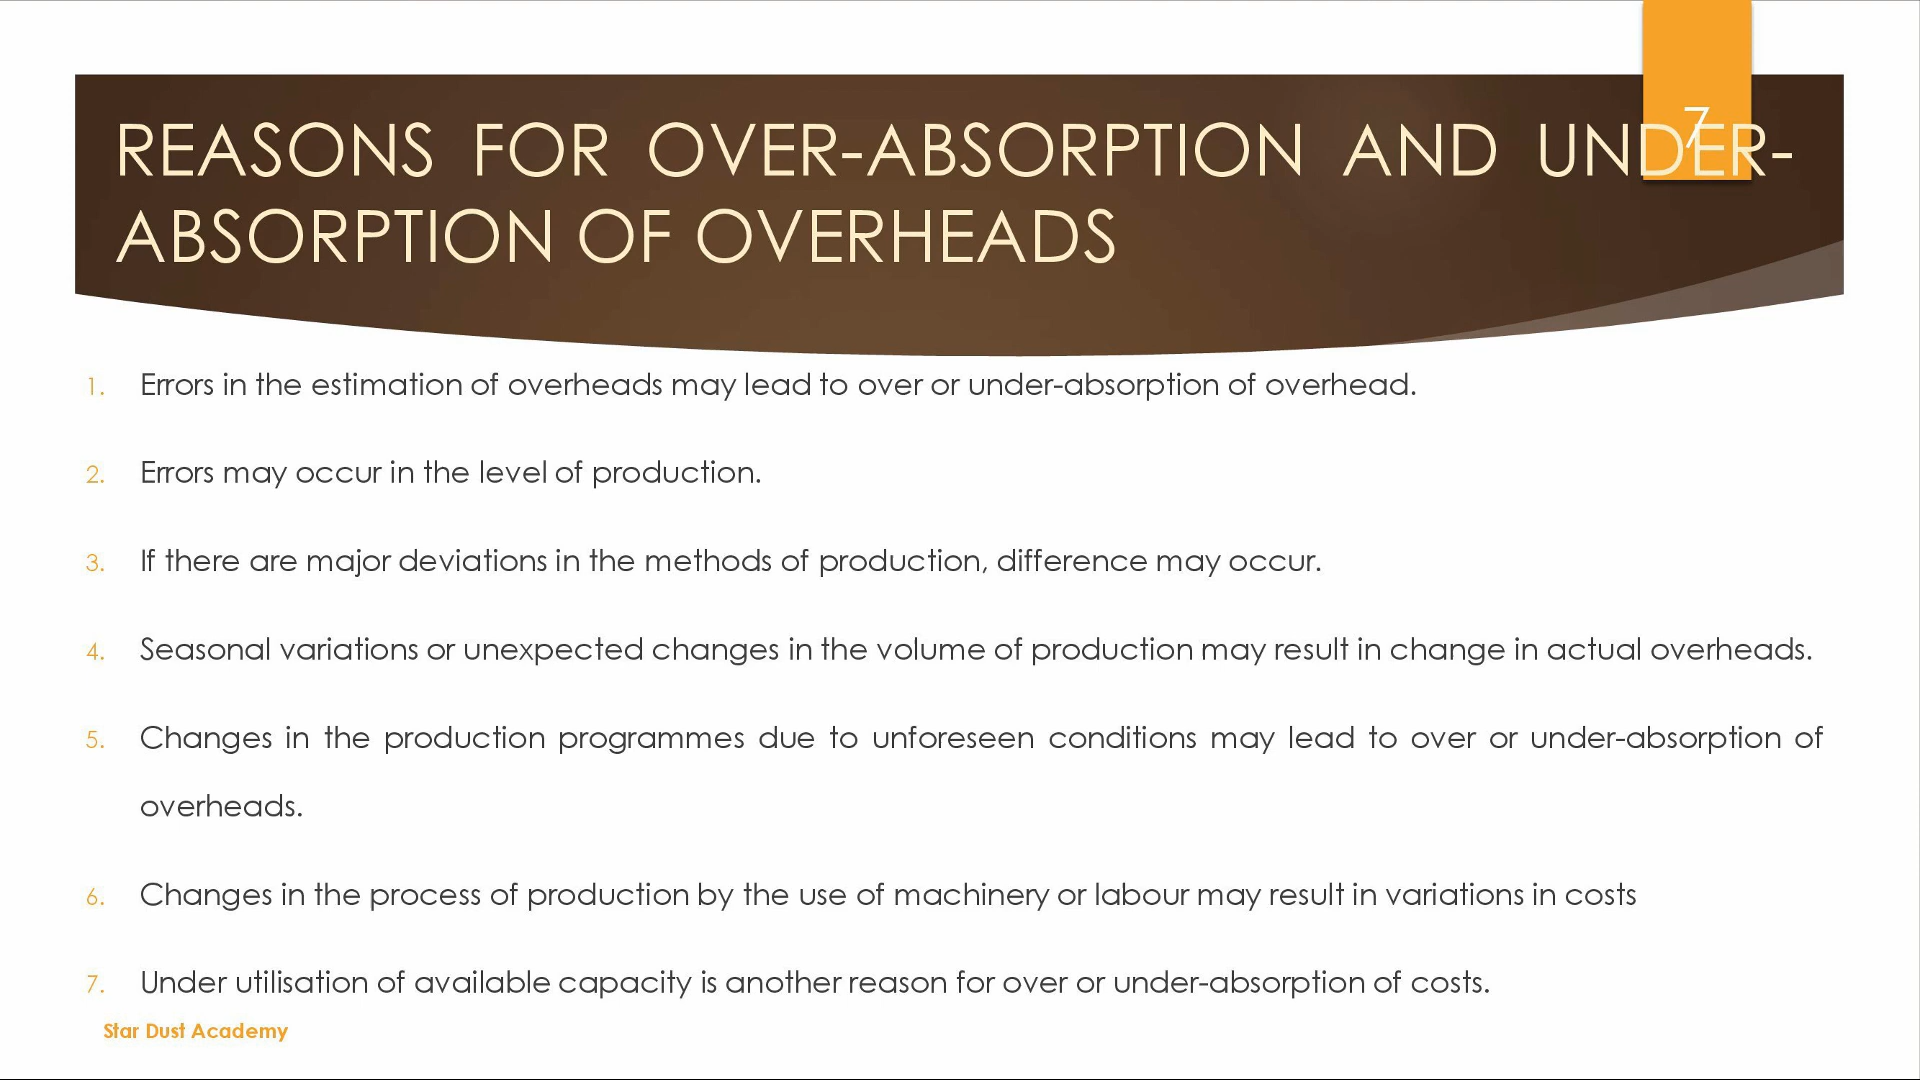 7
REASONS FOR OVER-ABSORPTION AND UNDER-
ABSORPTION OF OVERHEADS
1. Errors in the estimation of overheads may lead to over or under-absorption of overhead.
2. Errors may occur in the level of production.
3. If there are major deviations in the methods of production, difference may occur.
4. Seasonal variations or unexpected changes in the volume of production may result in change in actual overheads.
5. Changes in the production programmes due to unforeseen conditions may lead to over or under-absorption of
overheads.
6. Changes in the process of production by the use of machinery or labour may result in variations in costs
7. Under utilisation of available capacity is another reason for over or under-absorption of costs.
Star Dust Academy